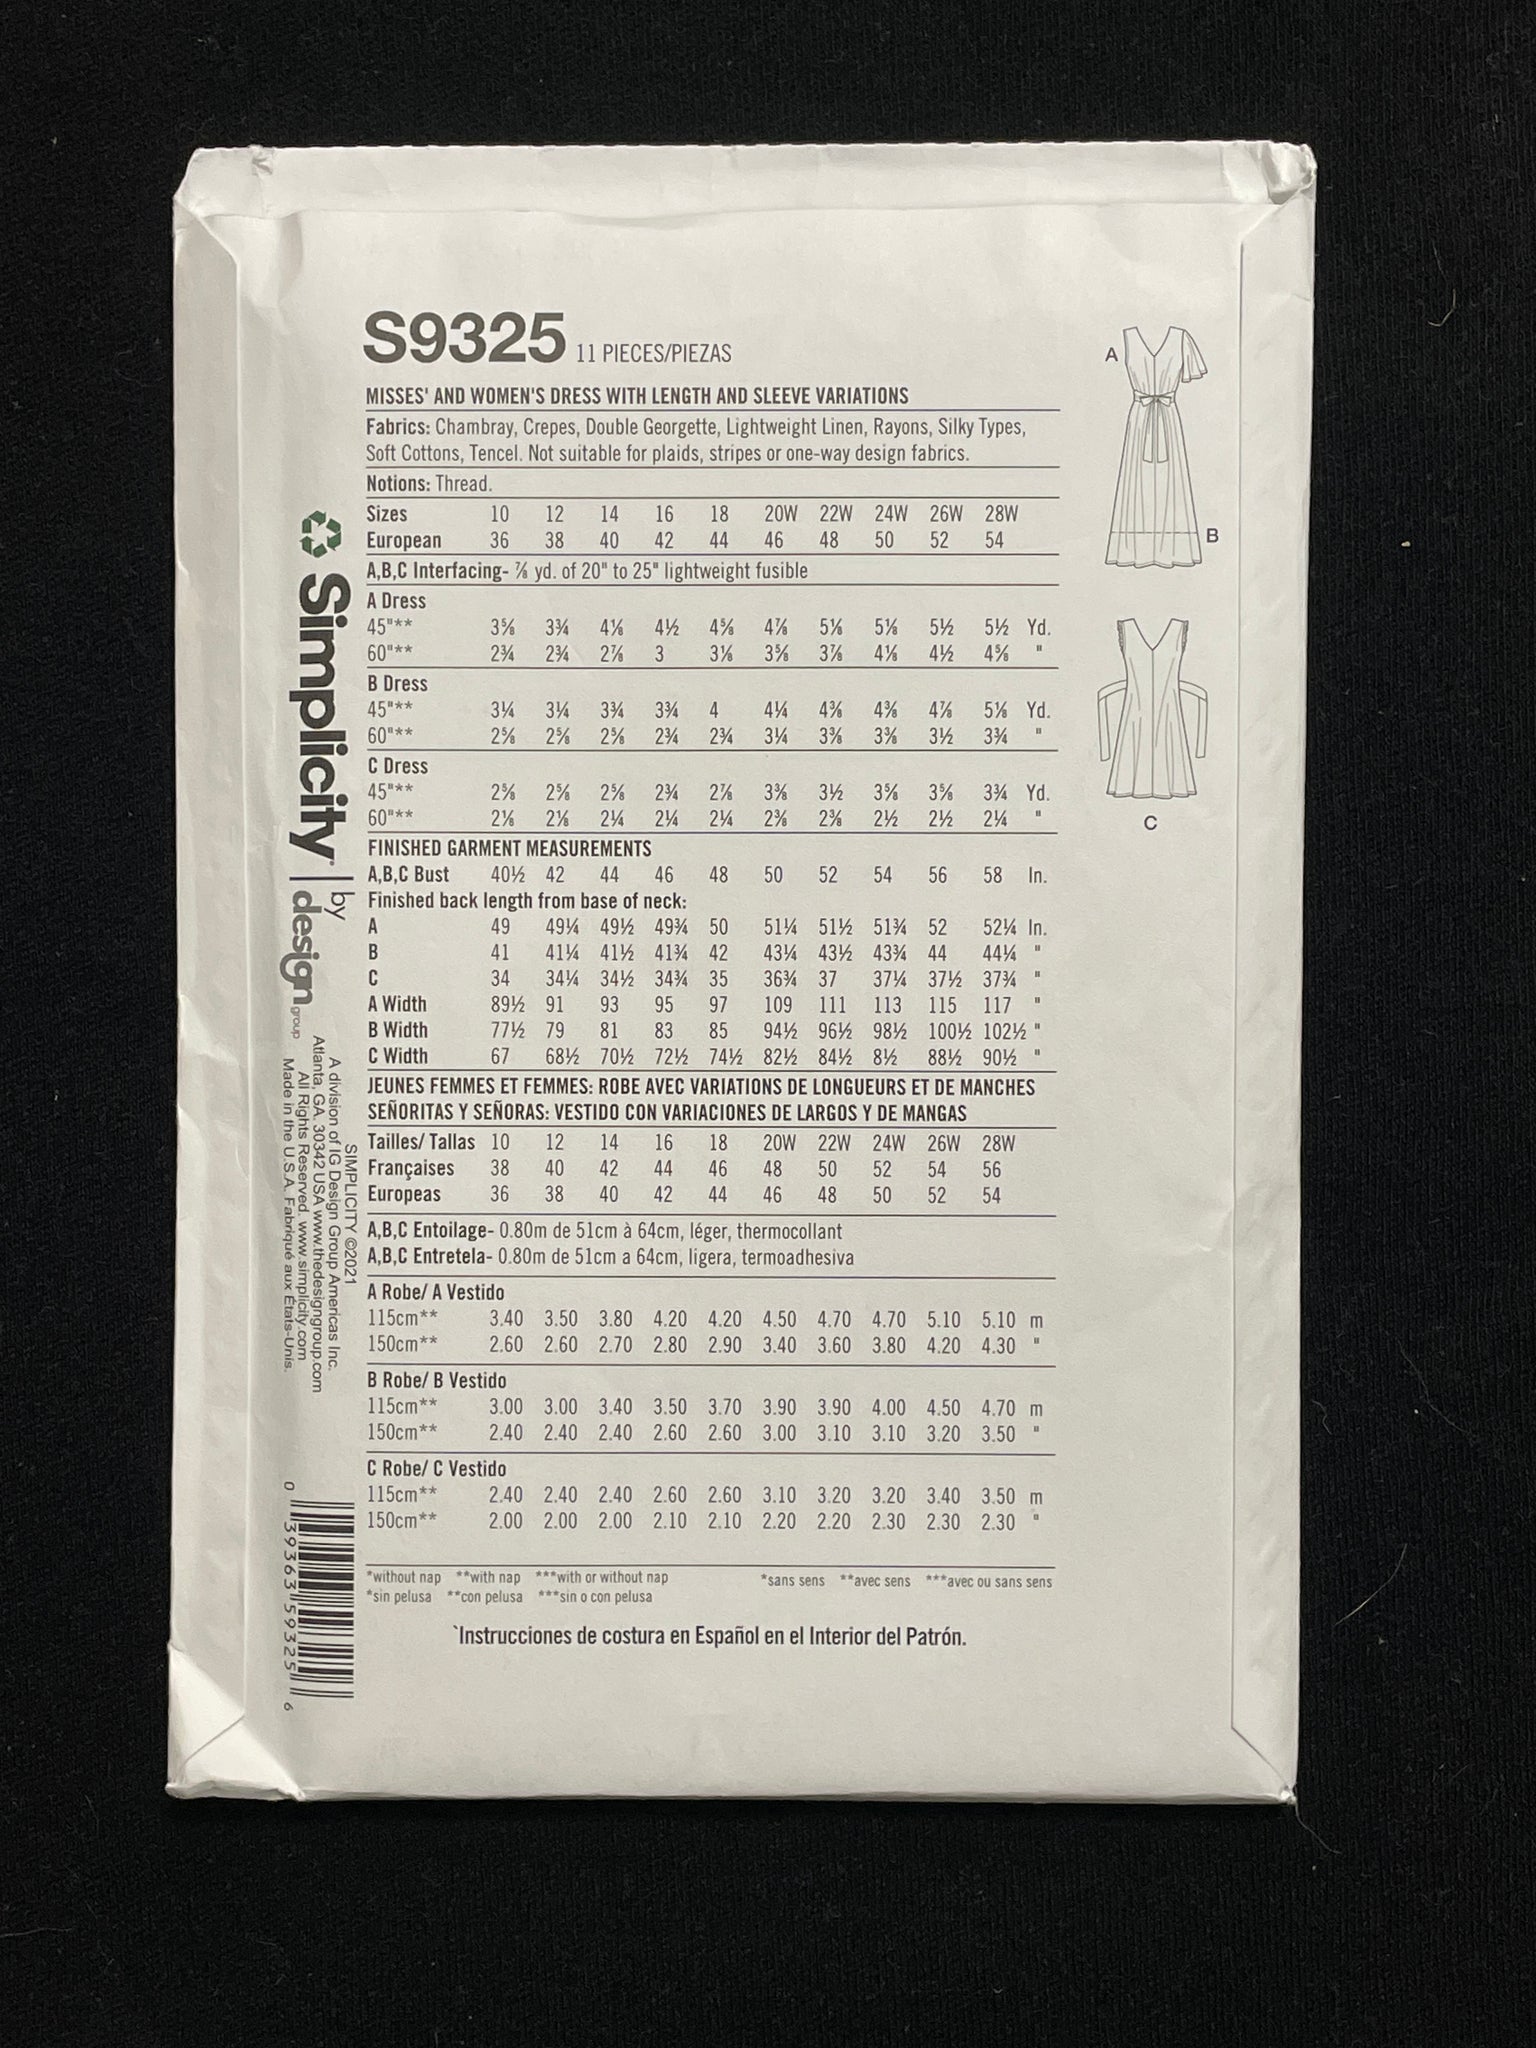 S9325 11 PIECES/PIEZAS
MISSES' AND WOMEN'S DRESS WITH LENGTH AND SLEEVE VARIATIONS
Fabrics: Chambray, Crepes, Double Georgette, Lightweight Linen, Rayons, Silky Types,
Soft Cottons, Tencel. Not suitable for plaids, stripes or one-way design fabrics.
Notions: Thread.
Sizes 10 12 14 16 18 20W 22W 24W 26W 28W
European 36 38 40 42 44 46 48 50 52 54
A,B,C Interfacing- ⅞ yd. of 20" to 25" lightweight fusible
A Dress
45"** 3⅝ 3¾ 4⅛ 4½ 4⅝ 4⅞ 5⅛ 5⅛ 5½ 5½ Yd.
60"** 2¾ 2¾ 2⅞ 3 3⅛ 3⅝ 3⅞ 4⅛ 4½ 4⅝ "
B Dress
45"** 3¼ 3¼ 3¾ 3¾ 4 4¼ 4⅜ 4⅜ 4⅞ 5⅛ Yd.
60"** 2⅝ 2⅝ 2⅝ 2¾ 2¾ 3¼ 3⅜ 3⅜ 3½ 3¾ "
C Dress
45"** 2⅝ 2⅝ 2⅝ 2¾ 2⅞ 3⅜ 3½ 3⅝ 3⅝ 3¾ Yd.
60"** 2⅛ 2⅛ 2¼ 2¼ 2¼ 2⅜ 2⅜ 2½ 2½ 2¼ "
FINISHED GARMENT MEASUREMENTS
A,B,C Bust 40½ 42 44 46 48 50 52 54 56 58 In.
Finished back length from base of neck:
A 49 49¼ 49½ 49¾ 50 51¼ 51½ 51¾ 52 52¼ In.
B 41 41¼ 41½ 41¾ 42 43¼ 43½ 43¾ 44 44¼ "
C 34 34¼ 34½ 34¾ 35 36¾ 37 37¼ 37½ 37¾ "
A Width 89½ 91 93 95 97 109 111 113 115 117 "
B Width 77½ 79 81 83 85 94½ 96½ 98½ 100½ 102½ "
C Width 67 68½ 70½ 72½ 74½ 82½ 84½ 8½ 88½ 90½ "
JEUNES FEMMES ET FEMMES: ROBE AVEC VARIATIONS DE LONGUEURS ET DE MANCHES
SEÑORITAS Y SEÑORAS: VESTIDO CON VARIACIONES DE LARGOS Y DE MANGAS
Tailles/ Tallas 10 12 14 16 18 20W 22W 24W 26W 28W
Françaises 38 40 42 44 46 48 50 52 54 56
Europeas 36 38 40 42 44 46 48 50 52 54
A,B,C Entoilage- 0.80m de 51cm à 64cm, léger, thermocollant
A,B,C Entretela- 0.80m de 51cm a 64cm, ligera, termoadhesiva
A Robe/ A Vestido
115cm** 3.40 3.50 3.80 4.20 4.20 4.50 4.70 4.70 5.10 5.10 m
150cm** 2.60 2.60 2.70 2.80 2.90 3.40 3.60 3.80 4.20 4.30 "
B Robe/ B Vestido
115cm** 3.00 3.00 3.40 3.50 3.70 3.90 3.90 4.00 4.50 4.70 m
150cm** 2.40 2.40 2.40 2.60 2.60 3.00 3.10 3.10 3.20 3.50 "
C Robe/ C Vestido
115cm** 2.40 2.40 2.40 2.60 2.60 3.10 3.20 3.20 3.40 3.50 m
150cm** 2.00 2.00 2.00 2.10 2.10 2.20 2.20 2.30 2.30 2.30 "
*without nap **with nap ***with or without nap *sans sens **avec sens ***avec ou sans sens
*sin pelusa **con pelusa ***sin o con pelusa
`Instrucciones de costura en Español en el Interior del Patrón.
A
B
C
Simplicity
by
design
group
SIMPLICITY ©2021
A division of IG Design Group Americas Inc.
Atlanta, GA. 30342 USA www.thedesigngroup.com
All Rights Reserved. www.simplicity.com
Made in the U.S.A. Fabriqué aux États-Unis.
0 39363 59325 6